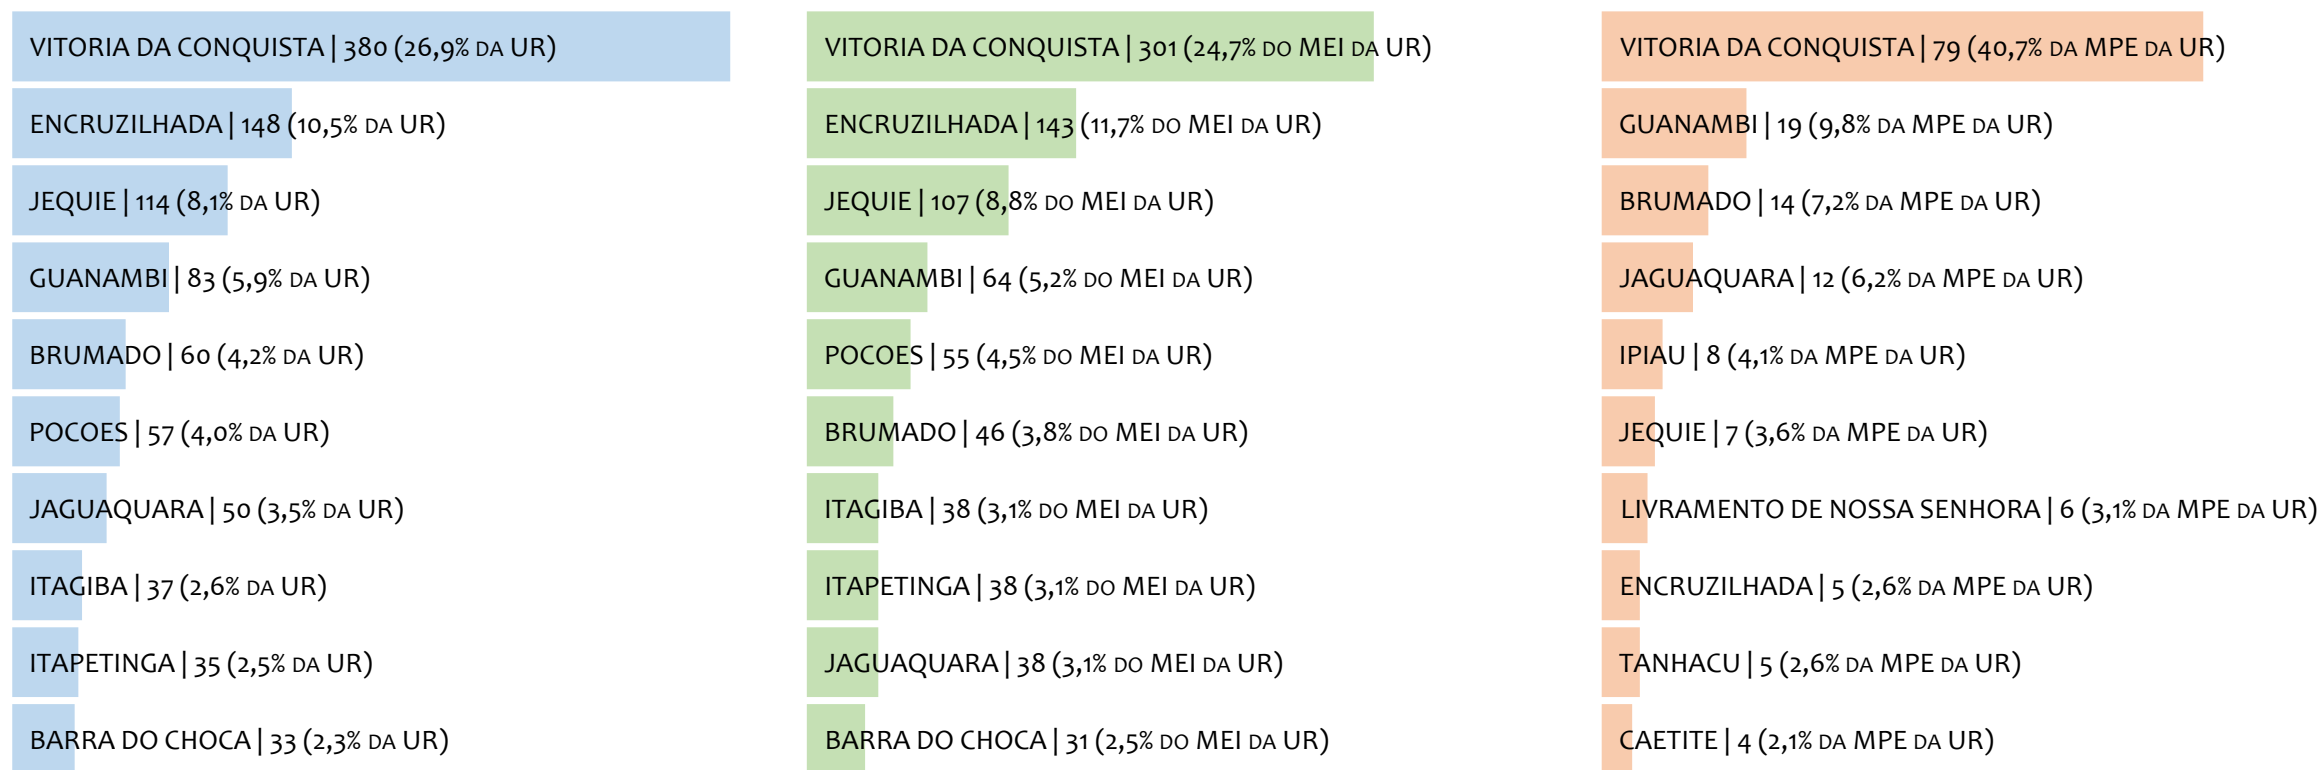 VITORIA DA CONQUISTA | 380 (26,9% DA UR)
ENCRUZILHADA | 148 (10,5% DA UR)
JEQUIE | 114 (8,1% DA UR)
GUANAMBI | 83 (5,9% DA UR)
BRUMADO | 60 (4,2% DA UR)
POCOES | 57 (4,0% DA UR)
JAGUAQUARA | 50 (3,5% DA UR)
ITAGIBA | 37 (2,6% DA UR)
ITAPETINGA | 35 (2,5% DA UR)
BARRA DO CHOCA | 33 (2,3% DA UR)
VITORIA DA CONQUISTA | 301 (24,7% DO MEI DA UR)
ENCRUZILHADA | 143 (11,7% DO MEI DA UR)
JEQUIE | 107 (8,8% DO MEI DA UR)
GUANAMBI | 64 (5,2% DO MEI DA UR)
POCOES | 55 (4,5% DO MEI DA UR)
BRUMADO | 46 (3,8% DO MEI DA UR)
ITAGIBA | 38 (3,1% DO MEI DA UR)
ITAPETINGA | 38 (3,1% DO MEI DA UR)
JAGUAQUARA | 38 (3,1% DO MEI DA UR)
BARRA DO CHOCA | 31 (2,5% DO MEI DA UR)
VITORIA DA CONQUISTA | 79 (40,7% DA MPE DA UR)
GUANAMBI | 19 (9,8% DA MPE DA UR)
BRUMADO | 14 (7,2% DA MPE DA UR)
JAGUAQUARA | 12 (6,2% DA MPE DA UR)
IPIAU | 8 (4,1% DA MPE DA UR)
JEQUIE | 7 (3,6% DA MPE DA UR)
LIVRAMENTO DE NOSSA SENHORA | 6 (3,1% DA MPE DA UR)
ENCRUZILHADA | 5 (2,6% DA MPE DA UR)
TANHACU | 5 (2,6% DA MPE DA UR)
CAETITE | 4 (2,1% DA MPE DA UR)